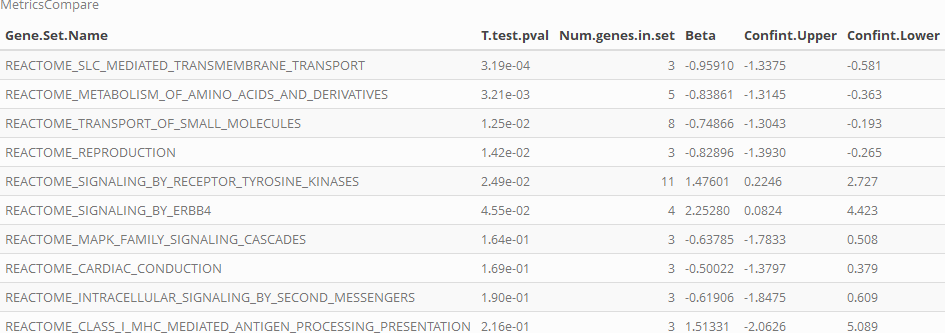 MetricsCompare
Gene.Set.Name T.test.pval Num.genes.in.set Beta Confint.Upper Confint.Lower
REACTOME_SLC_MEDIATED_TRANSMEMBRANE_TRANSPORT 3.19e-04 3 -0.95910 -1.3375 -0.581
REACTOME_METABOLISM_OF_AMINO_ACIDS_AND_DERIVATIVES 3.21e-03 5 -0.83861 -1.3145 -0.363
REACTOME_TRANSPORT_OF_SMALL_MOLECULES 1.25e-02 8 -0.74866 -1.3043 -0.193
REACTOME_REPRODUCTION 1.42e-02 3 -0.82896 -1.3930 -0.265
REACTOME_SIGNALING_BY_RECEPTOR_TYROSINE_KINASES 2.49e-02 11 1.47601 0.2246 2.727
REACTOME_SIGNALING_BY_ERBB4 4.55e-02 4 2.25280 0.0824 4.423
REACTOME_MAPK_FAMILY_SIGNALING_CASCADES 1.64e-01 3 -0.63785 -1.7833 0.508
REACTOME_CARDIAC_CONDUCTION 1.69e-01 3 -0.50022 -1.3797 0.379
REACTOME_INTRACELLULAR_SIGNALING_BY_SECOND_MESSENGERS 1.90e-01 3 -0.61906 -1.8475 0.609
REACTOME_CLASS_I_MHC_MEDIATED_ANTIGEN_PROCESSING_PRESENTATION 2.16e-01 3 1.51331 -2.0626 5.089